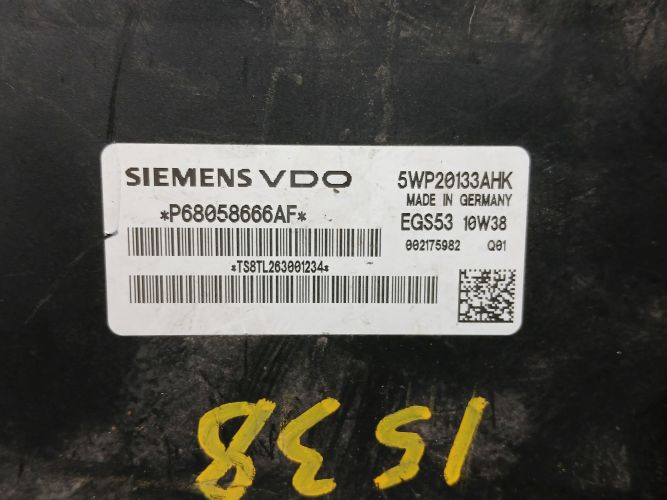 SIEMENS VDO
5WP20133AHK
MADE IN GERMANY
*P68058666AF*
EGS53 10W38
002175982 Q01
*TS8TL263001234*
1538